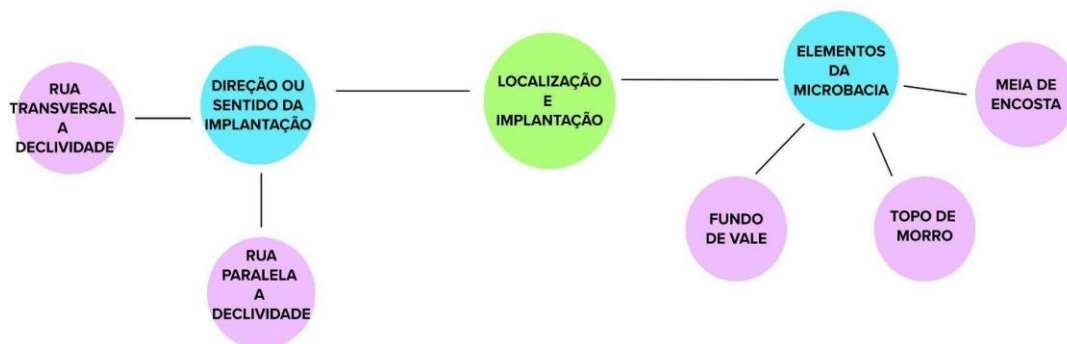 RUA
TRANSVERSAL
A
DECLIVIDADE
DIREÇÃO OU
SENTIDO DA
IMPLANTAÇÃO
RUA
PARALELA
A
DECLIVIDADE
LOCALIZAÇÃO
E
IMPLANTAÇÃO
ELEMENTOS
DA
MICROBACIA
FUNDO
DE VALE
TOPO DE
MORRO
MEIA DE
ENCOSTA